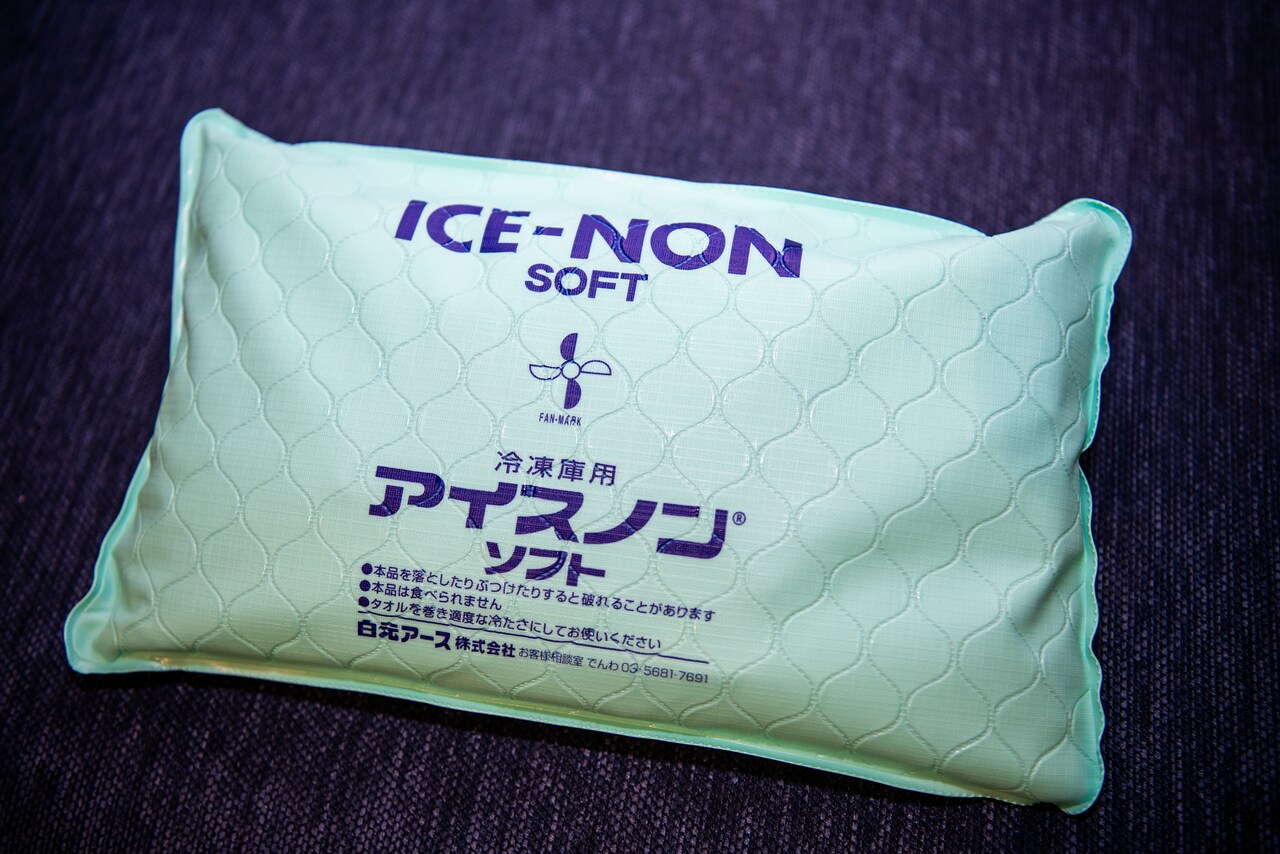 ICE-NON
SOFT
FAN-MARK
冷凍庫用
アイスノン®
ソフト
●本品を落としたりぶつけたりすると破れることがあります
●本品は食べられません
●タオルを巻き適度な冷たさにしてお使いください
白元アース株式会社 お客様相談室 でんわ 03-5681-7691